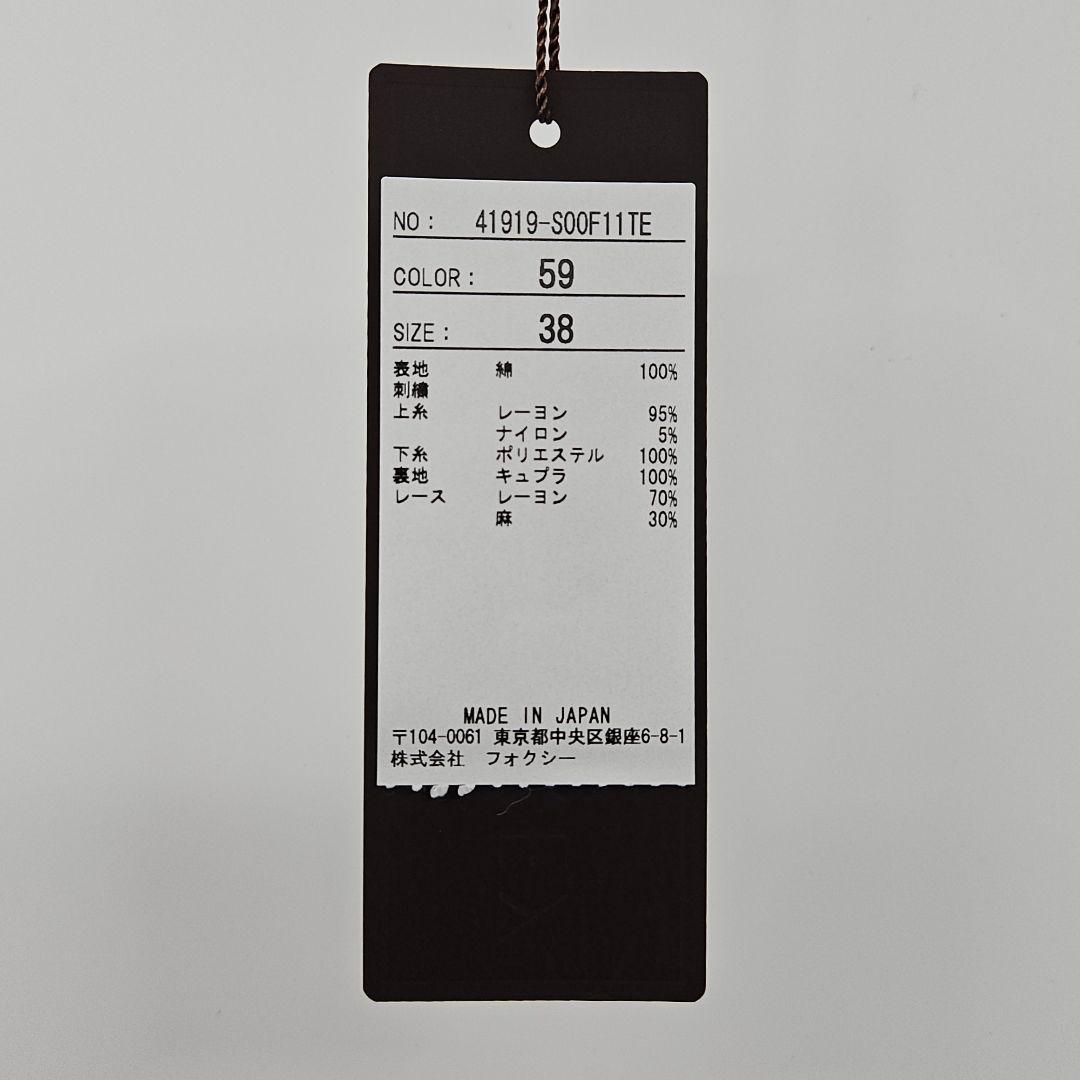 NO： 41919-S00F11TE
COLOR： 59
SIZE： 38
表地 綿 100%
刺繍
上糸 レーヨン 95%
ナイロン 5%
下糸 ポリエステル 100%
裏地 キュプラ 100%
レース レーヨン 70%
麻 30%
MADE IN JAPAN
〒104-0061 東京都中央区銀座6-8-1
株式会社 フォクシー